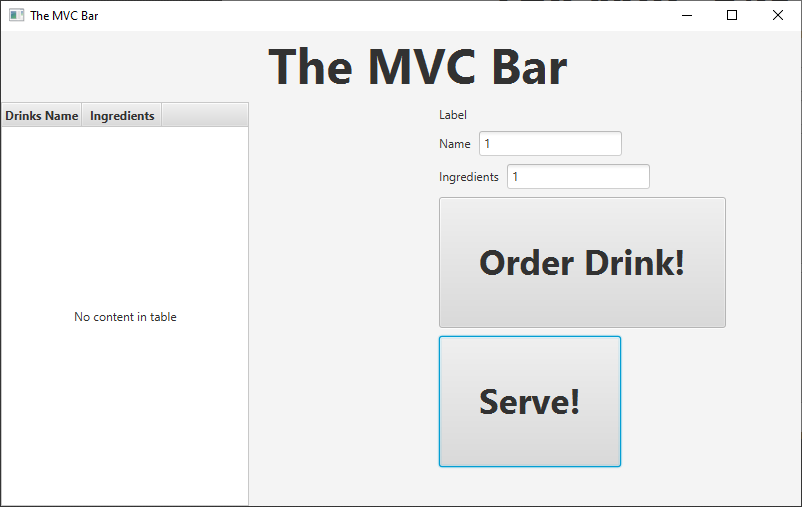 The MVC Bar
The MVC Bar
Drinks Name Ingredients
No content in table
Label
Name 1
Ingredients 1
Order Drink!
Serve!